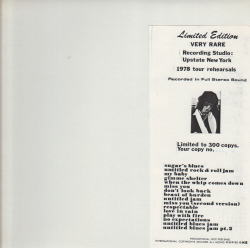 Limited Edition
VERY RARE
Recording Studio:
Upstate New York
1978 tour rehearsals
Recorded in Full Stereo Sound
Limited to 300 copys.
Your copy no.
sugar's blues
untitled rock & roll jam
my baby
gimme shelter
when the whip comes down
miss you
don't look back
beast of burden
untitled jam
miss you (second version)
respectable
love in vain
play with fire
no expectations
untitled blues jam
untitled blues jam pt.2